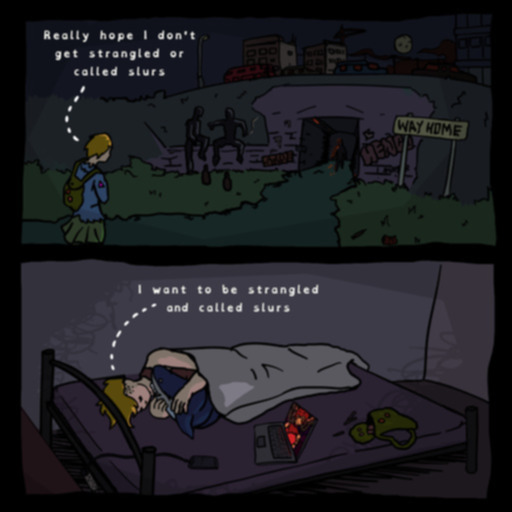 Really hope I don't
get strangled or
called slurs
WAY HOME
I want to be strangled
and called slurs